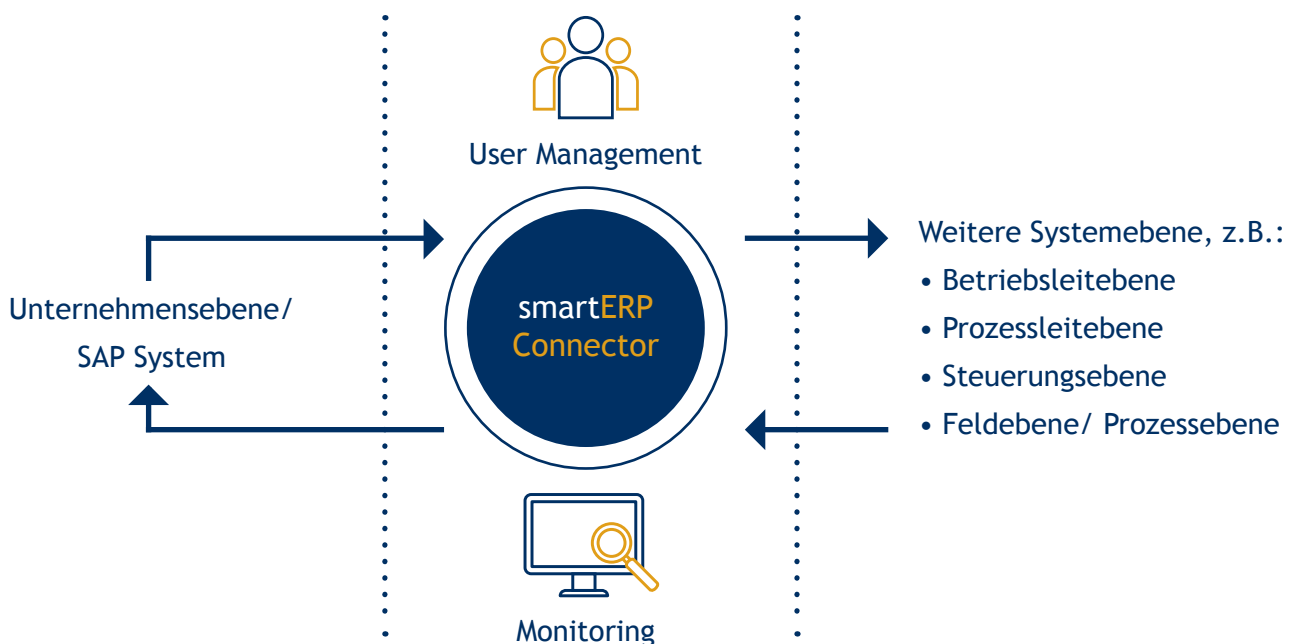 User Management
Unternehmensebene/
SAP System
smartERP
Connector
Weitere Systemebene, z.B.:
• Betriebsleitebene
• Prozessleitebene
• Steuerungsebene
• Feldebene/ Prozessebene
Monitoring